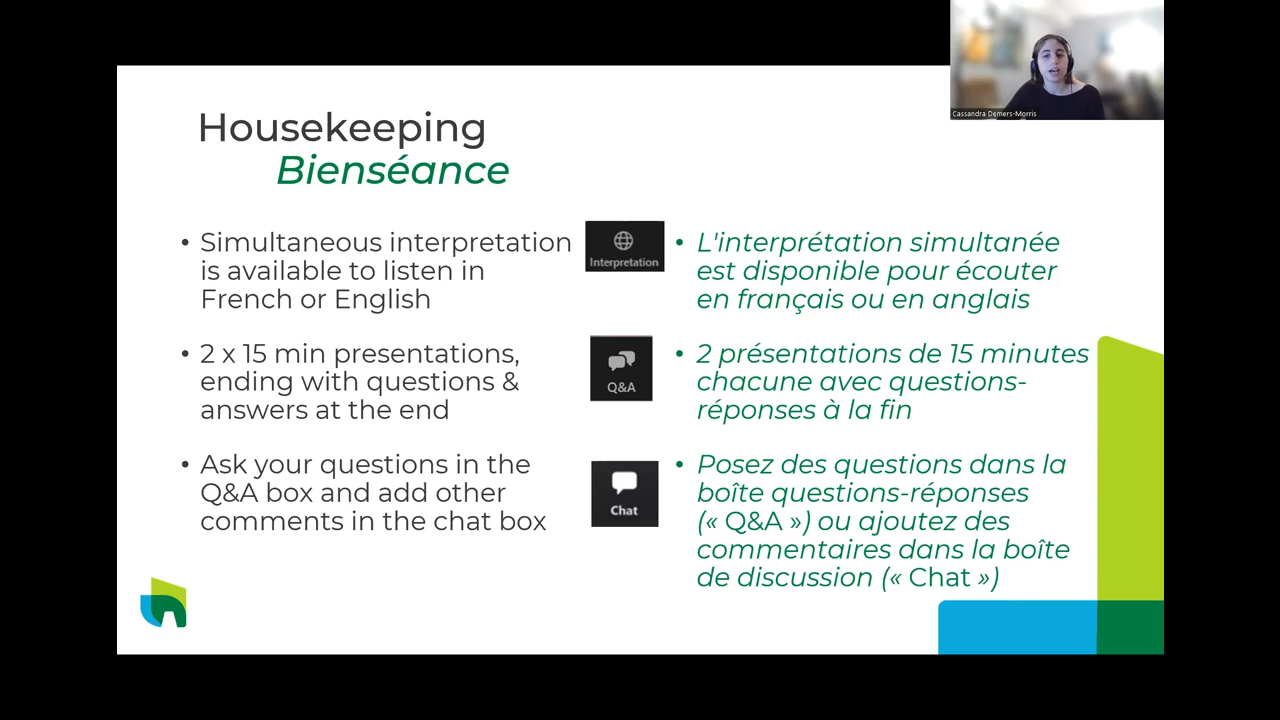 Cassandra Demers-Morris
Housekeeping
Bienséance
• Simultaneous interpretation
is available to listen in
French or English
• 2 x 15 min presentations,
ending with questions &
answers at the end
• Ask your questions in the
Q&A box and add other
comments in the chat box
Interpretation
Q&A
Chat
• L'interprétation simultanée
est disponible pour écouter
en français ou en anglais
• 2 présentations de 15 minutes
chacune avec questions-
réponses à la fin
• Posez des questions dans la
boîte questions-réponses
(« Q&A ») ou ajoutez des
commentaires dans la boîte
de discussion (« Chat »)